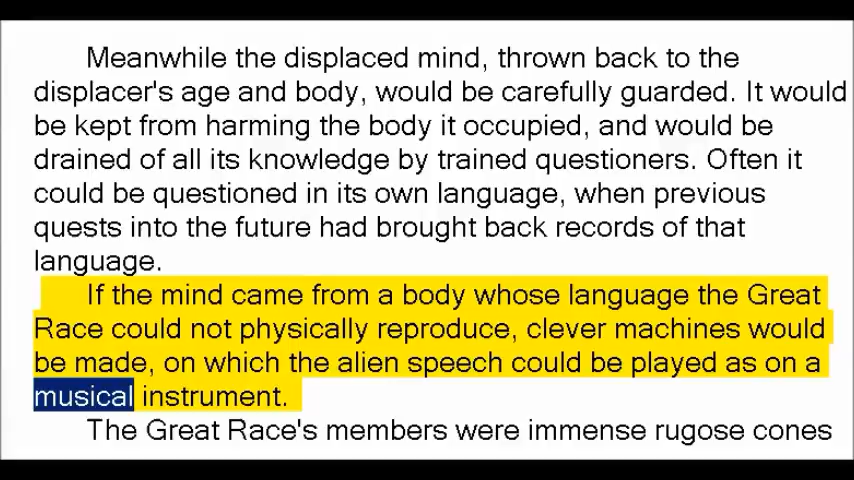 Meanwhile the displaced mind, thrown back to the
displacer's age and body, would be carefully guarded. It would
be kept from harming the body it occupied, and would be
drained of all its knowledge by trained questioners. Often it
could be questioned in its own language, when previous
quests into the future had brought back records of that
language.
If the mind came from a body whose language the Great
Race could not physically reproduce, clever machines would
be made, on which the alien speech could be played as on a
musical instrument.
The Great Race's members were immense rugose cones